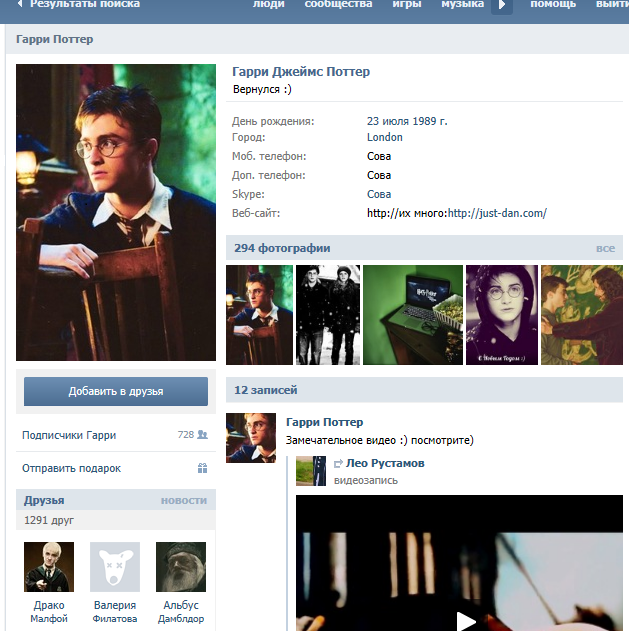 Результаты поиска люди сообщества игры музыка помощь выйти
Гарри Поттер
Гарри Джеймс Поттер
Вернулся :)
День рождения: 23 июля 1989 г.
Город: London
Моб. телефон: Сова
Доп. телефон: Сова
Skype: Сова
Веб-сайт: http://их много:http://just-dan.com/
294 фотографии все
С Новым Годом :)
Добавить в друзья
12 записей
Подписчики Гарри 728
Гарри Поттер
Замечательное видео :) посмотрите)
Отправить подарок
Лео Рустамов
видеозапись
Друзья новости
1291 друг
Драко
Малфой
Валерия
Филатова
Альбус
Дамблдор